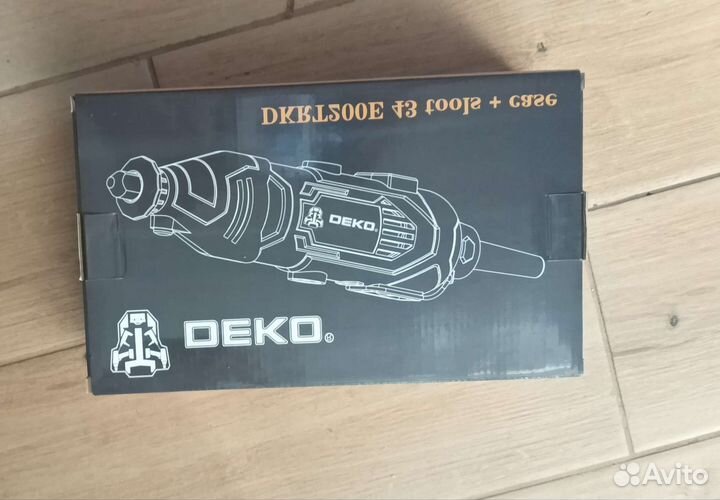 DKRT200E 43 tools + case
DEKO.
DEKO®
Avito